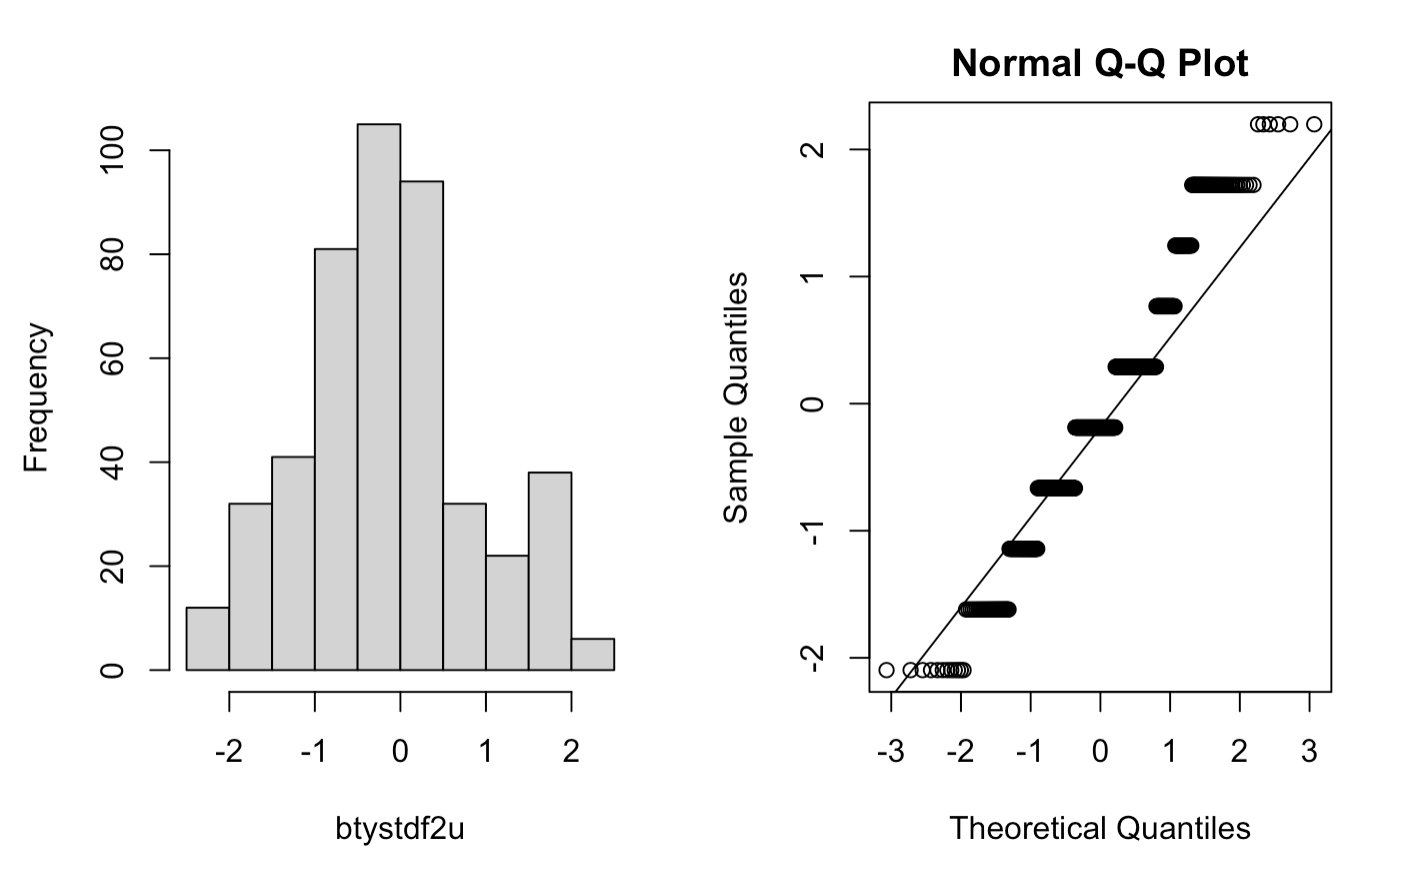 Frequency
0 20 40 60 80 100
-2 -1 0 1 2
btystdf2u
Normal Q-Q Plot
Sample Quantiles
-2 -1 0 1 2
-3 -2 -1 0 1 2 3
Theoretical Quantiles